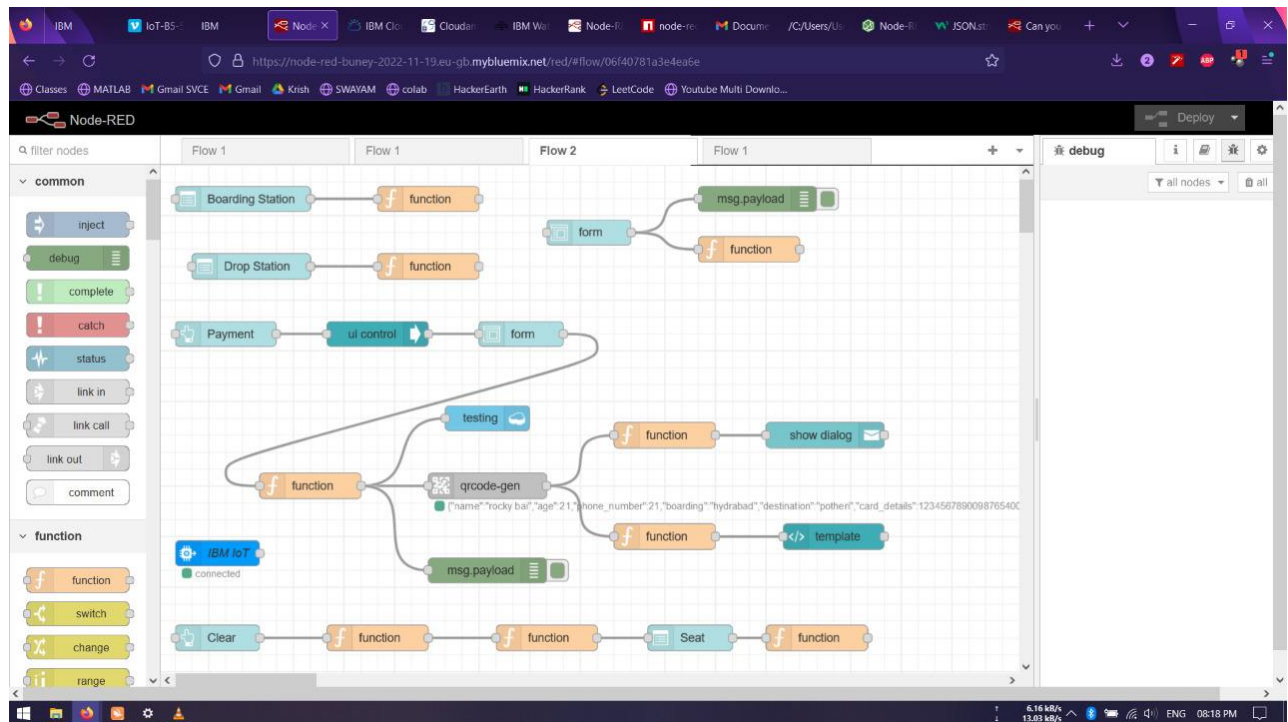 IBM IoT-B5- IBM Node- IBM Clo Cloudan IBM Wat Node-R node-rec Docume /C:/Users/Us Node-R JSON.str Can you
https://node-red-buney-2022-11-19.eu-gb.mybluemix.net/red/#flow/06f40781a3e4ea6e
2 ABP
Classes MATLAB Gmail SVCE Gmail Krish SWAYAM colab HackerEarth HackerRank LeetCode Youtube Multi Downlo...
Node-RED Deploy
filter nodes Flow 1 Flow 1 Flow 2 Flow 1 debug
all nodes all
common
inject
debug
complete
catch
status
link in
link call
link out
comment
function
function
switch
change
range
Boarding Station function msg.payload
form
function
Drop Station function
Payment ui control form
testing
function show dialog
function qrcode-gen
{"name":"rocky bai","age":21,"phone_number":21,"boarding":"hydrabad","destination":"potheri","card_details":1234567890098765400
function template
IBM IoT
connected
msg.payload
Clear function function Seat function
6.16 kB/s
13.03 kB/s
ENG 08:18 PM